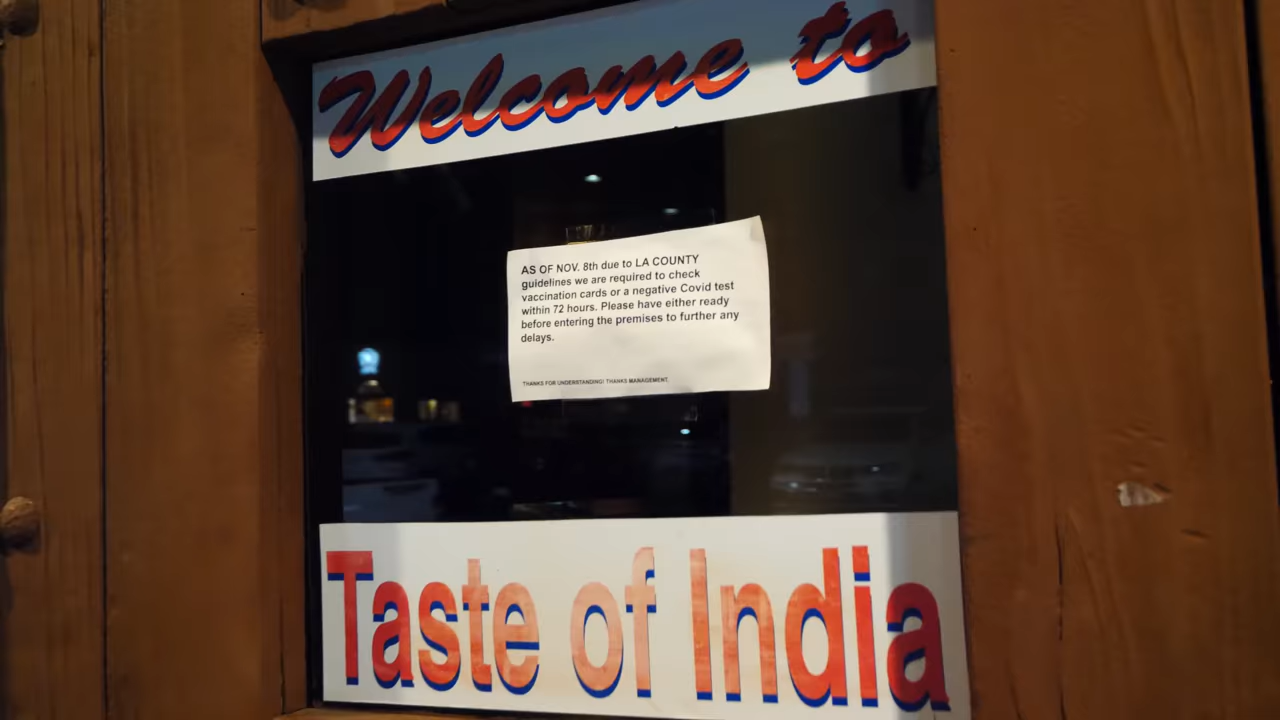 Welcome to
AS OF NOV. 8th due to LA COUNTY
guidelines we are required to check
vaccination cards or a negative Covid test
within 72 hours. Please have either ready
before entering the premises to further any
delays.
THANKS FOR UNDERSTANDING! THANKS MANAGEMENT.
Taste of India